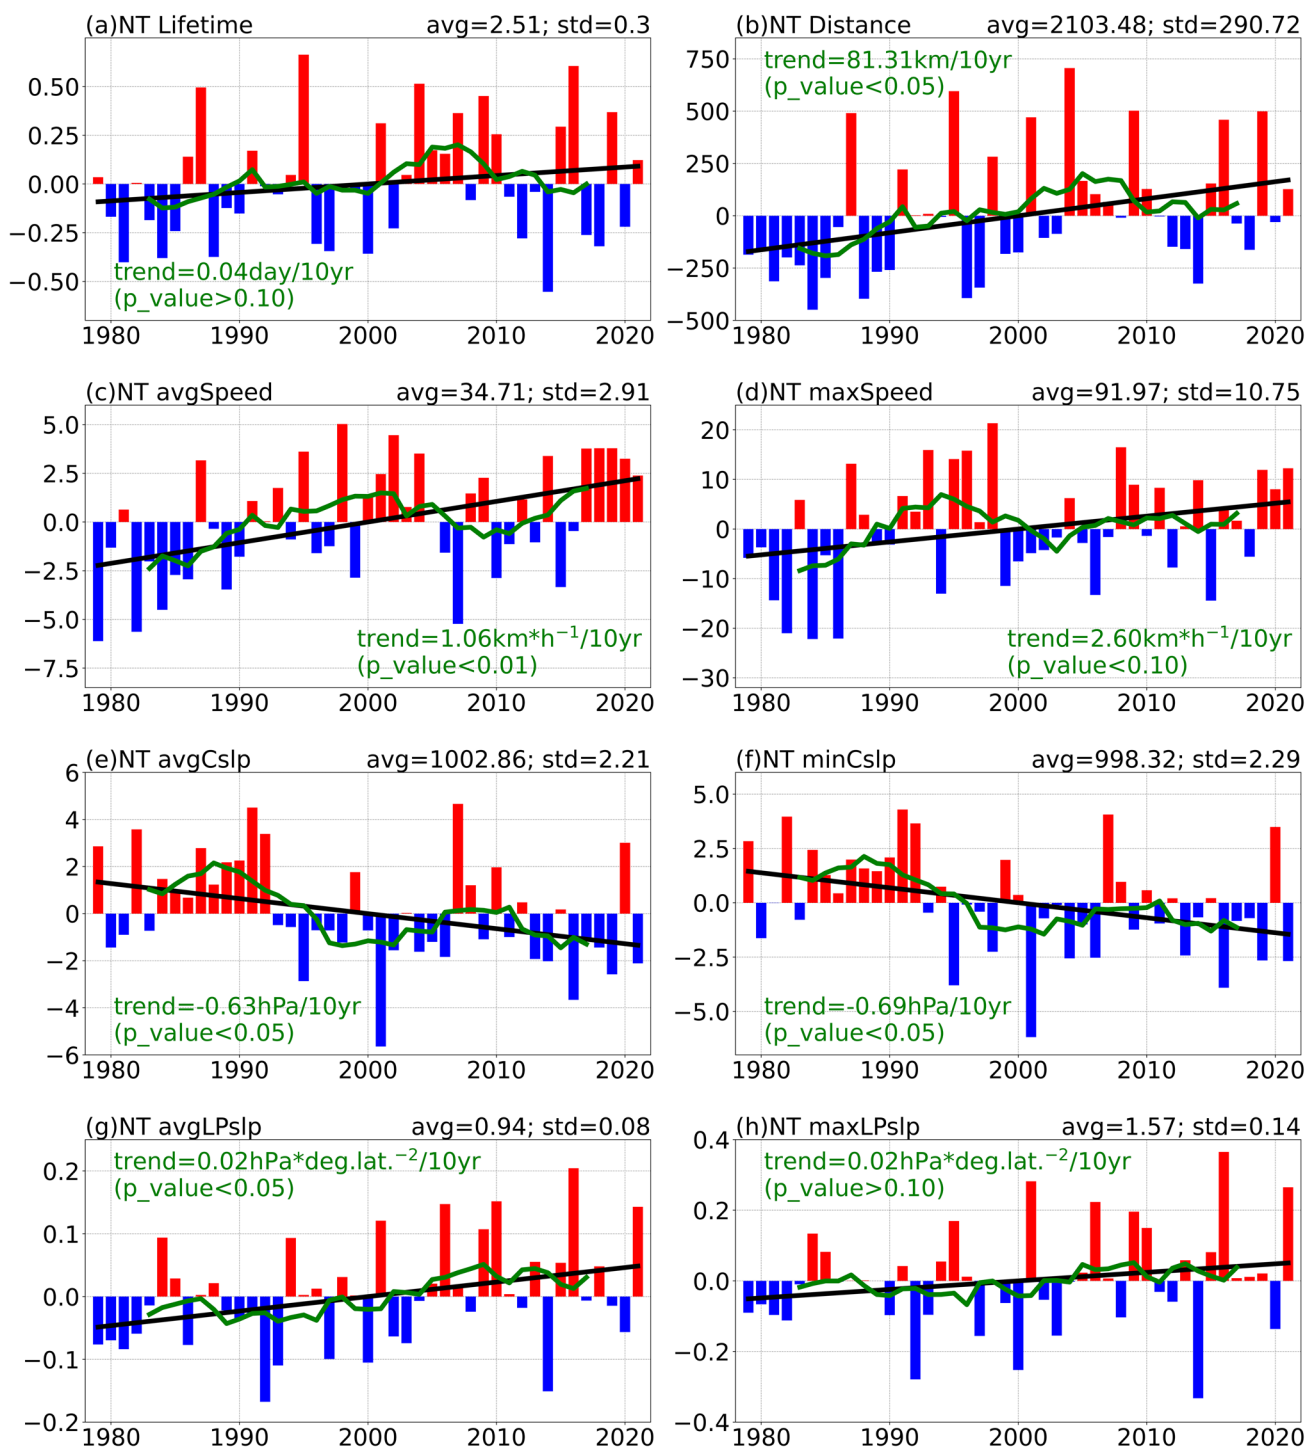 (a)NT Lifetime avg=2.51; std=0.3
trend=0.04day/10yr
(p_value>0.10)
0.50
0.25
0.00
−0.25
−0.50
1980 1990 2000 2010 2020
(b)NT Distance avg=2103.48; std=290.72
trend=81.31km/10yr
(p_value<0.05)
750
500
250
0
−250
−500
1980 1990 2000 2010 2020
(c)NT avgSpeed avg=34.71; std=2.91
5.0
2.5
0.0
−2.5
−5.0
−7.5
trend=1.06km*h⁻¹/10yr
(p_value<0.01)
1980 1990 2000 2010 2020
(d)NT maxSpeed avg=91.97; std=10.75
20
10
0
−10
−20
−30
trend=2.60km*h⁻¹/10yr
(p_value<0.10)
1980 1990 2000 2010 2020
(e)NT avgCslp avg=1002.86; std=2.21
6
4
2
0
−2
−4
−6
trend=-0.63hPa/10yr
(p_value<0.05)
1980 1990 2000 2010 2020
(f)NT minCslp avg=998.32; std=2.29
5.0
2.5
0.0
−2.5
−5.0
trend=-0.69hPa/10yr
(p_value<0.05)
1980 1990 2000 2010 2020
(g)NT avgLPslp avg=0.94; std=0.08
trend=0.02hPa*deg.lat.⁻²/10yr
(p_value<0.05)
0.2
0.1
0.0
−0.1
−0.2
1980 1990 2000 2010 2020
(h)NT maxLPslp avg=1.57; std=0.14
trend=0.02hPa*deg.lat.⁻²/10yr
(p_value>0.10)
0.4
0.2
0.0
−0.2
−0.4
1980 1990 2000 2010 2020